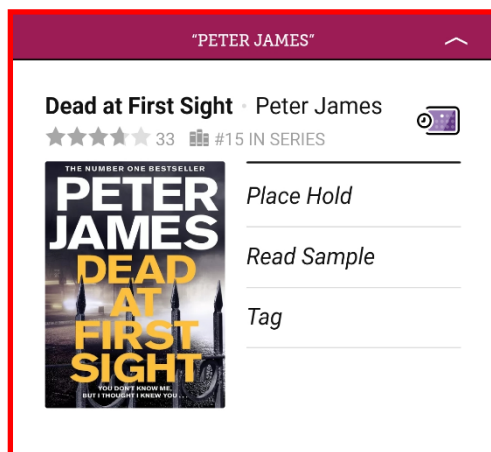 “PETER JAMES”
Dead at First Sight • Peter James
33 #15 IN SERIES
THE NUMBER ONE BESTSELLER
PETER
JAMES
DEAD
AT
FIRST
SIGHT
YOU DON'T KNOW ME.
BUT I THOUGHT I KNEW YOU . . .
Place Hold
Read Sample
Tag